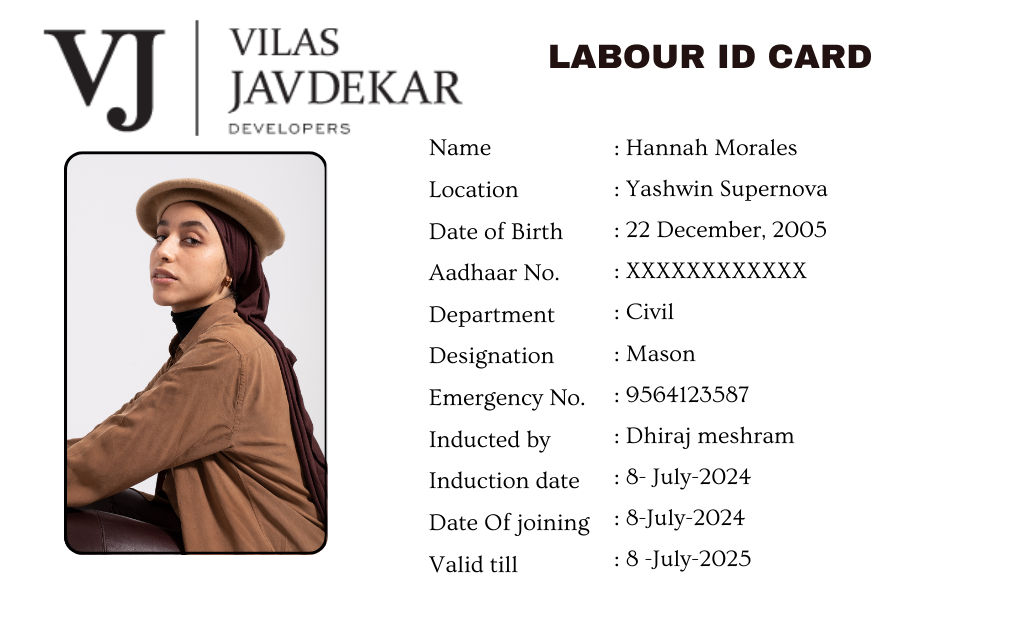 VJ
VILAS
JAVDEKAR
DEVELOPERS
LABOUR ID CARD
Name : Hannah Morales
Location : Yashwin Supernova
Date of Birth : 22 December, 2005
Aadhaar No. : XXXXXXXXXXXX
Department : Civil
Designation : Mason
Emergency No. : 9564123587
Inducted by : Dhiraj meshram
Induction date : 8- July-2024
Date Of joining : 8-July-2024
Valid till : 8 -July-2025